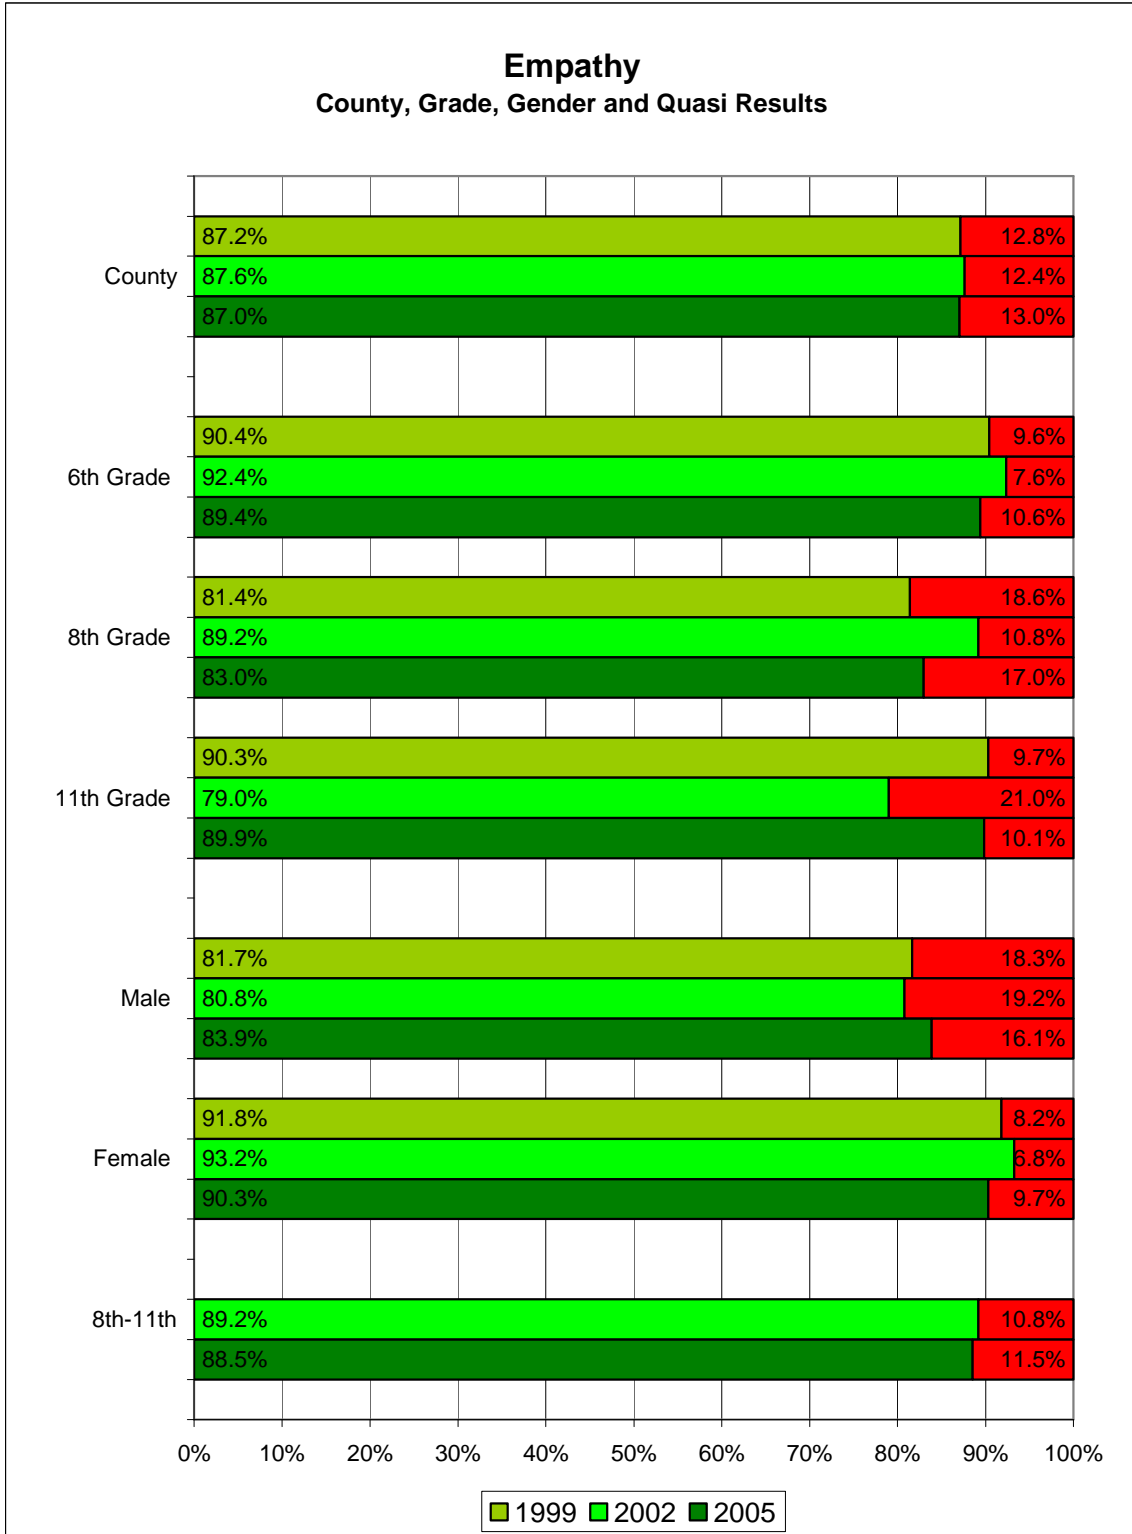 Empathy
County, Grade, Gender and Quasi Results
87.2% 12.8%
County 87.6% 12.4%
87.0% 13.0%
90.4% 9.6%
6th Grade 92.4% 7.6%
89.4% 10.6%
81.4% 18.6%
8th Grade 89.2% 10.8%
83.0% 17.0%
90.3% 9.7%
11th Grade 79.0% 21.0%
89.9% 10.1%
81.7% 18.3%
Male 80.8% 19.2%
83.9% 16.1%
91.8% 8.2%
Female 93.2% 6.8%
90.3% 9.7%
8th-11th 89.2% 10.8%
88.5% 11.5%
0% 10% 20% 30% 40% 50% 60% 70% 80% 90% 100%
1999 2002 2005